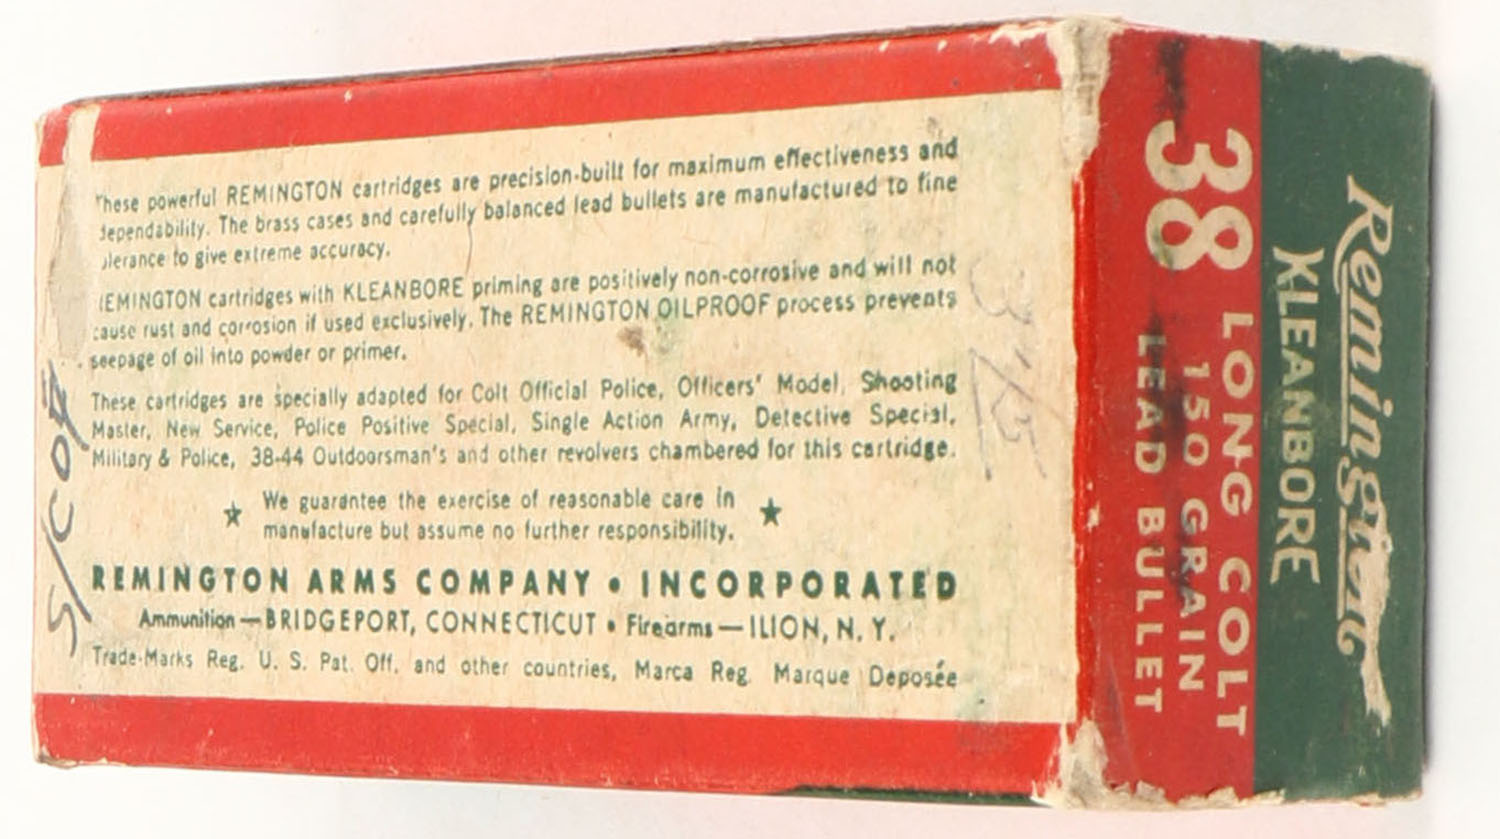 These powerful REMINGTON cartridges are precision-built for maximum effectiveness and
dependability. The brass cases and carefully balanced lead bullets are manufactured to fine
tolerance to give extreme accuracy.
REMINGTON cartridges with KLEANBORE priming are positively non-corrosive and will not
cause rust and corrosion if used exclusively. The REMINGTON OILPROOF process prevents
seepage of oil into powder or primer.
These cartridges are specially adapted for Colt Official Police, Officers' Model, Shooting
Master, New Service, Police Positive Special, Single Action Army, Detective Special,
Military & Police, 38-44 Outdoorsman's and other revolvers chambered for this cartridge.
★ We guarantee the exercise of reasonable care in ★
manufacture but assume no further responsibility.
REMINGTON ARMS COMPANY • INCORPORATED
Ammunition—BRIDGEPORT, CONNECTICUT • Firearms—ILION, N. Y.
Trade-Marks Reg. U. S. Pat. Off. and other countries, Marca Reg. Marque Deposée
Remington
KLEANBORE
38 LONG COLT
150 GRAIN
LEAD BULLET